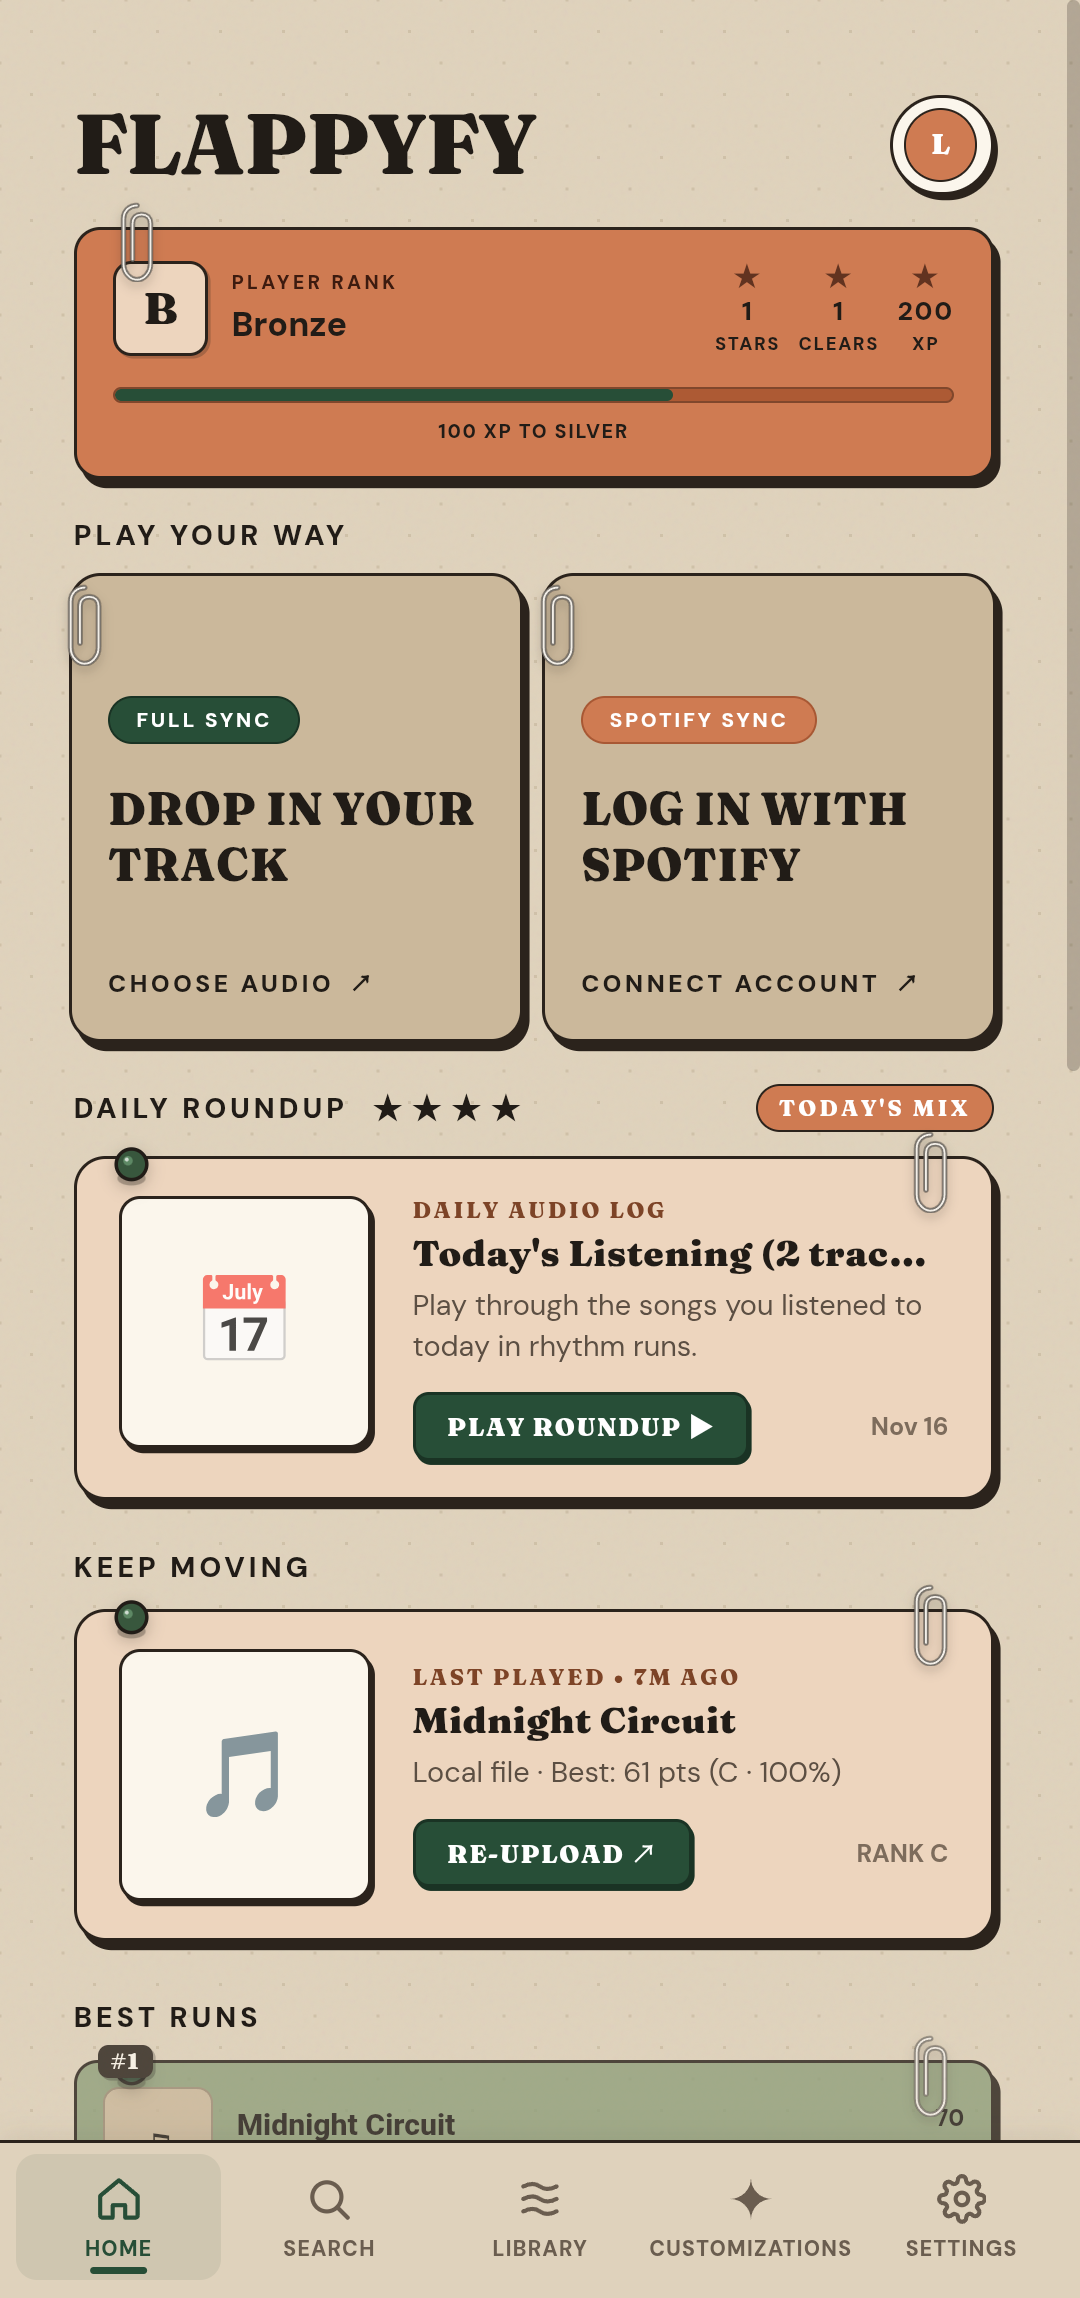 FLAPPYFY
L
B
PLAYER RANK
Bronze
★ ★ ★
1 1 200
STARS CLEARS XP
100 XP TO SILVER
PLAY YOUR WAY
FULL SYNC
DROP IN YOUR
TRACK
CHOOSE AUDIO ↗
SPOTIFY SYNC
LOG IN WITH
SPOTIFY
CONNECT ACCOUNT ↗
DAILY ROUNDUP ★ ★ ★ ★
TODAY'S MIX
July
17
DAILY AUDIO LOG
Today's Listening (2 trac...
Play through the songs you listened to
today in rhythm runs.
PLAY ROUNDUP ▶
Nov 16
KEEP MOVING
LAST PLAYED • 7M AGO
Midnight Circuit
Local file · Best: 61 pts (C · 100%)
RE-UPLOAD ↗
RANK C
BEST RUNS
#1
Midnight Circuit
70
HOME
SEARCH
LIBRARY
CUSTOMIZATIONS
SETTINGS